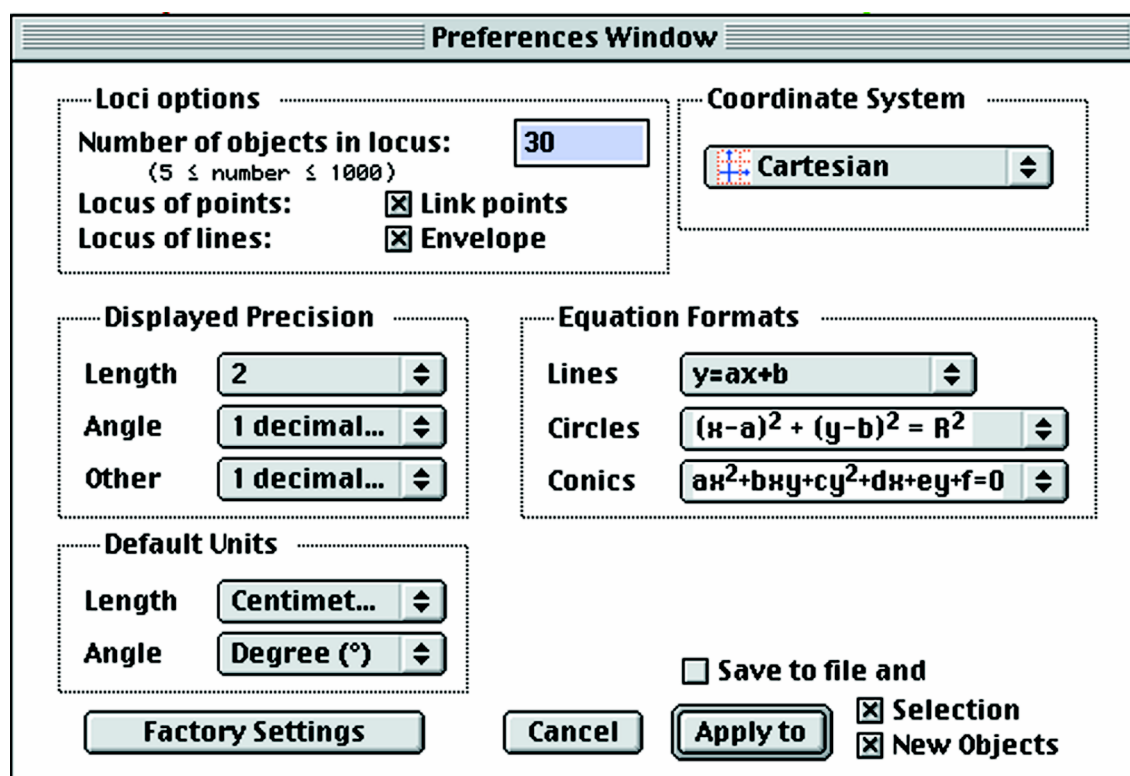 Preferences Window
Loci options
Number of objects in locus: 30
(5 ≤ number ≤ 1000)
Locus of points: Link points
Locus of lines: Envelope
Coordinate System
Cartesian
Displayed Precision
Length 2
Angle 1 decimal...
Other 1 decimal...
Equation Formats
Lines y=ax+b
Circles (x-a)² + (y-b)² = R²
Conics ax²+bxy+cy²+dx+ey+f=0
Default Units
Length Centimet...
Angle Degree (°)
Save to file and
Factory Settings
Cancel
Apply to
Selection
New Objects